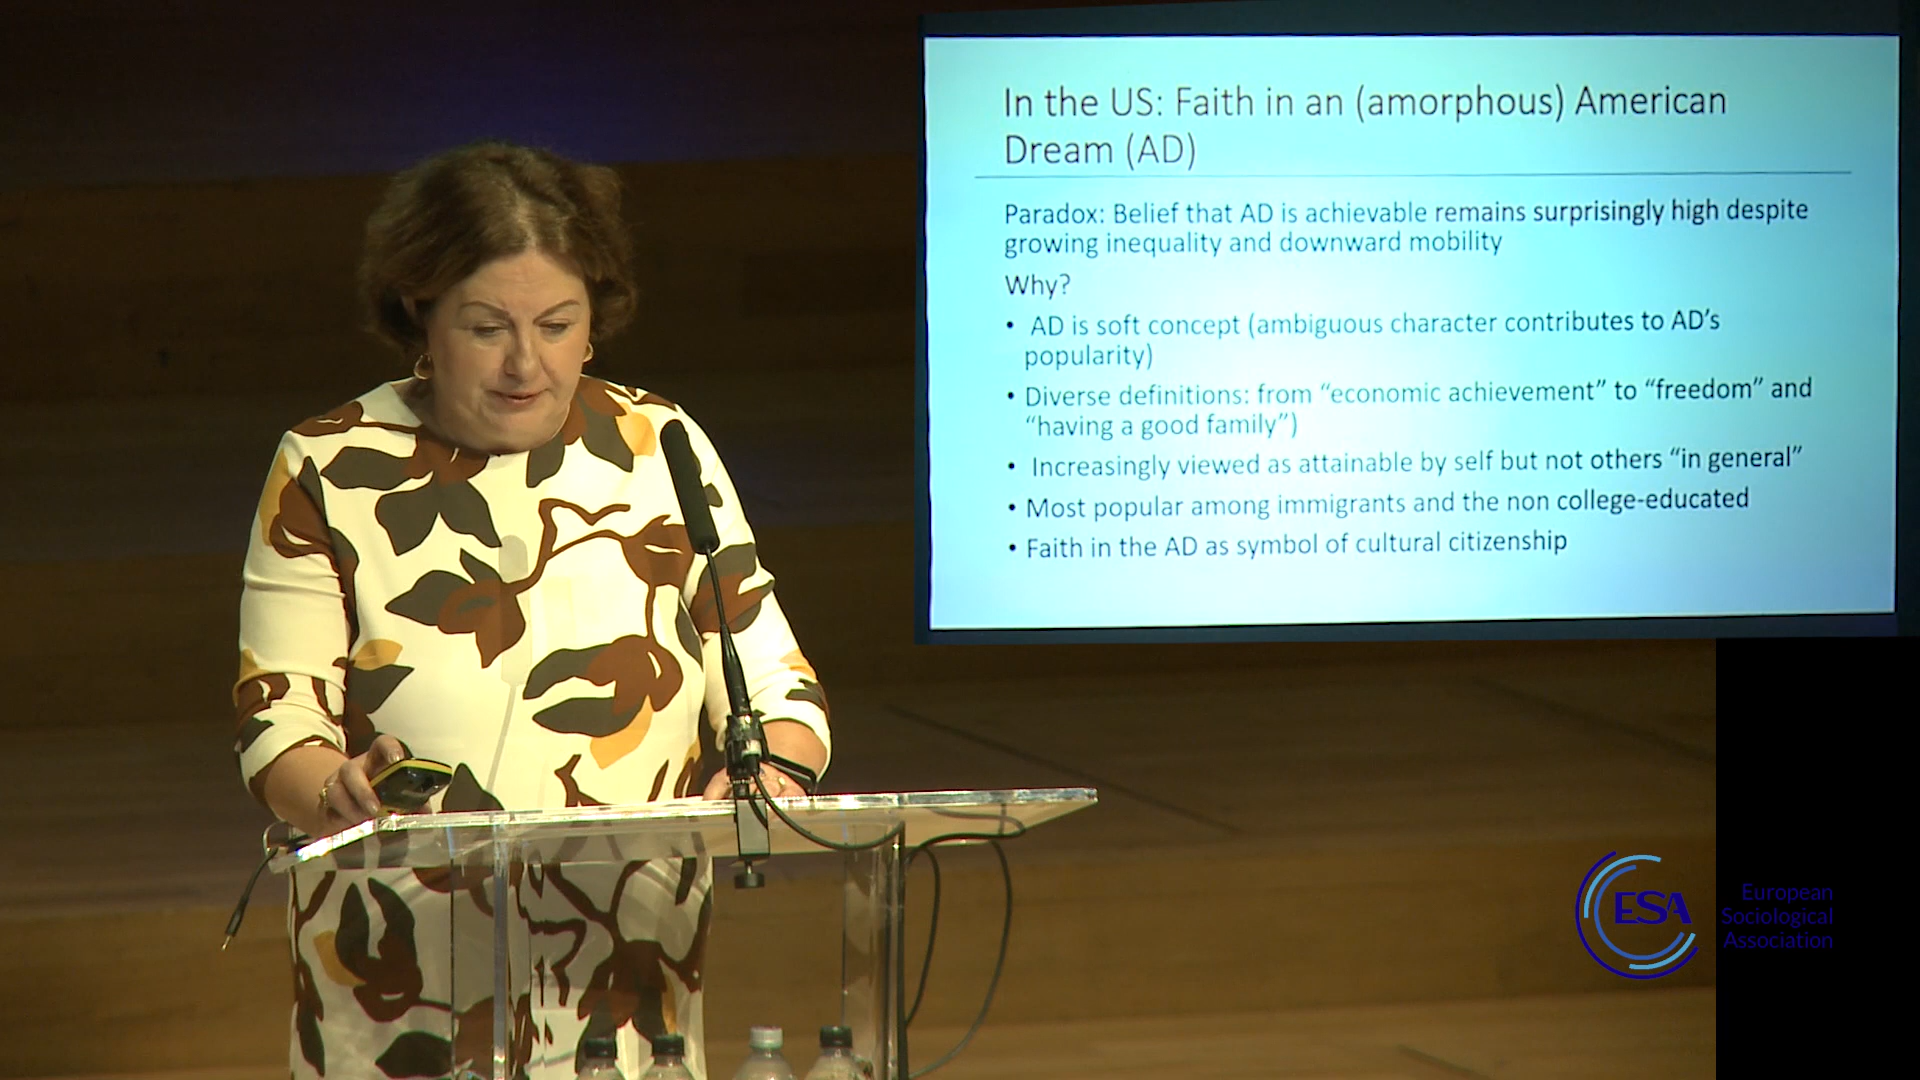 In the US: Faith in an (amorphous) American
Dream (AD)
Paradox: Belief that AD is achievable remains surprisingly high despite
growing inequality and downward mobility
Why?
• AD is soft concept (ambiguous character contributes to AD's
popularity)
• Diverse definitions: from “economic achievement” to “freedom” and
“having a good family”)
• Increasingly viewed as attainable by self but not others “in general”
• Most popular among immigrants and the non college-educated
• Faith in the AD as symbol of cultural citizenship
ESA
European
Sociological
Association